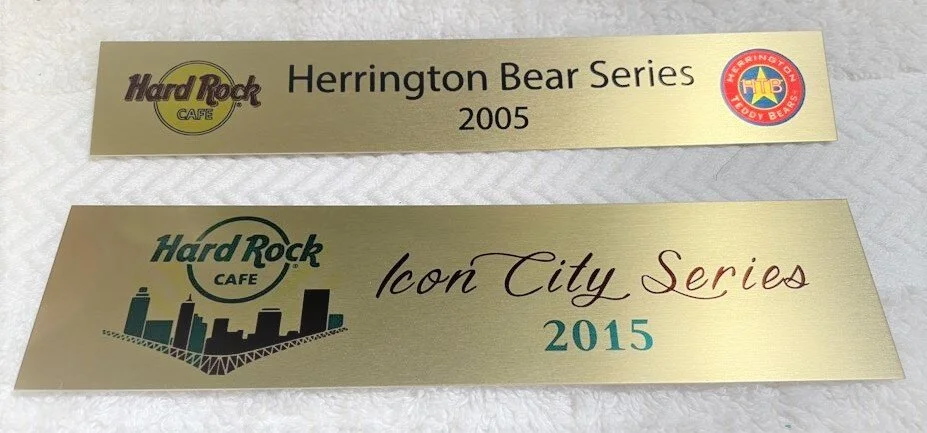 Hard Rock
CAFE
Herrington Bear Series
2005
HERRINGTON
HTB
TEDDY BEARS
Hard Rock
CAFE
Icon City Series
2015